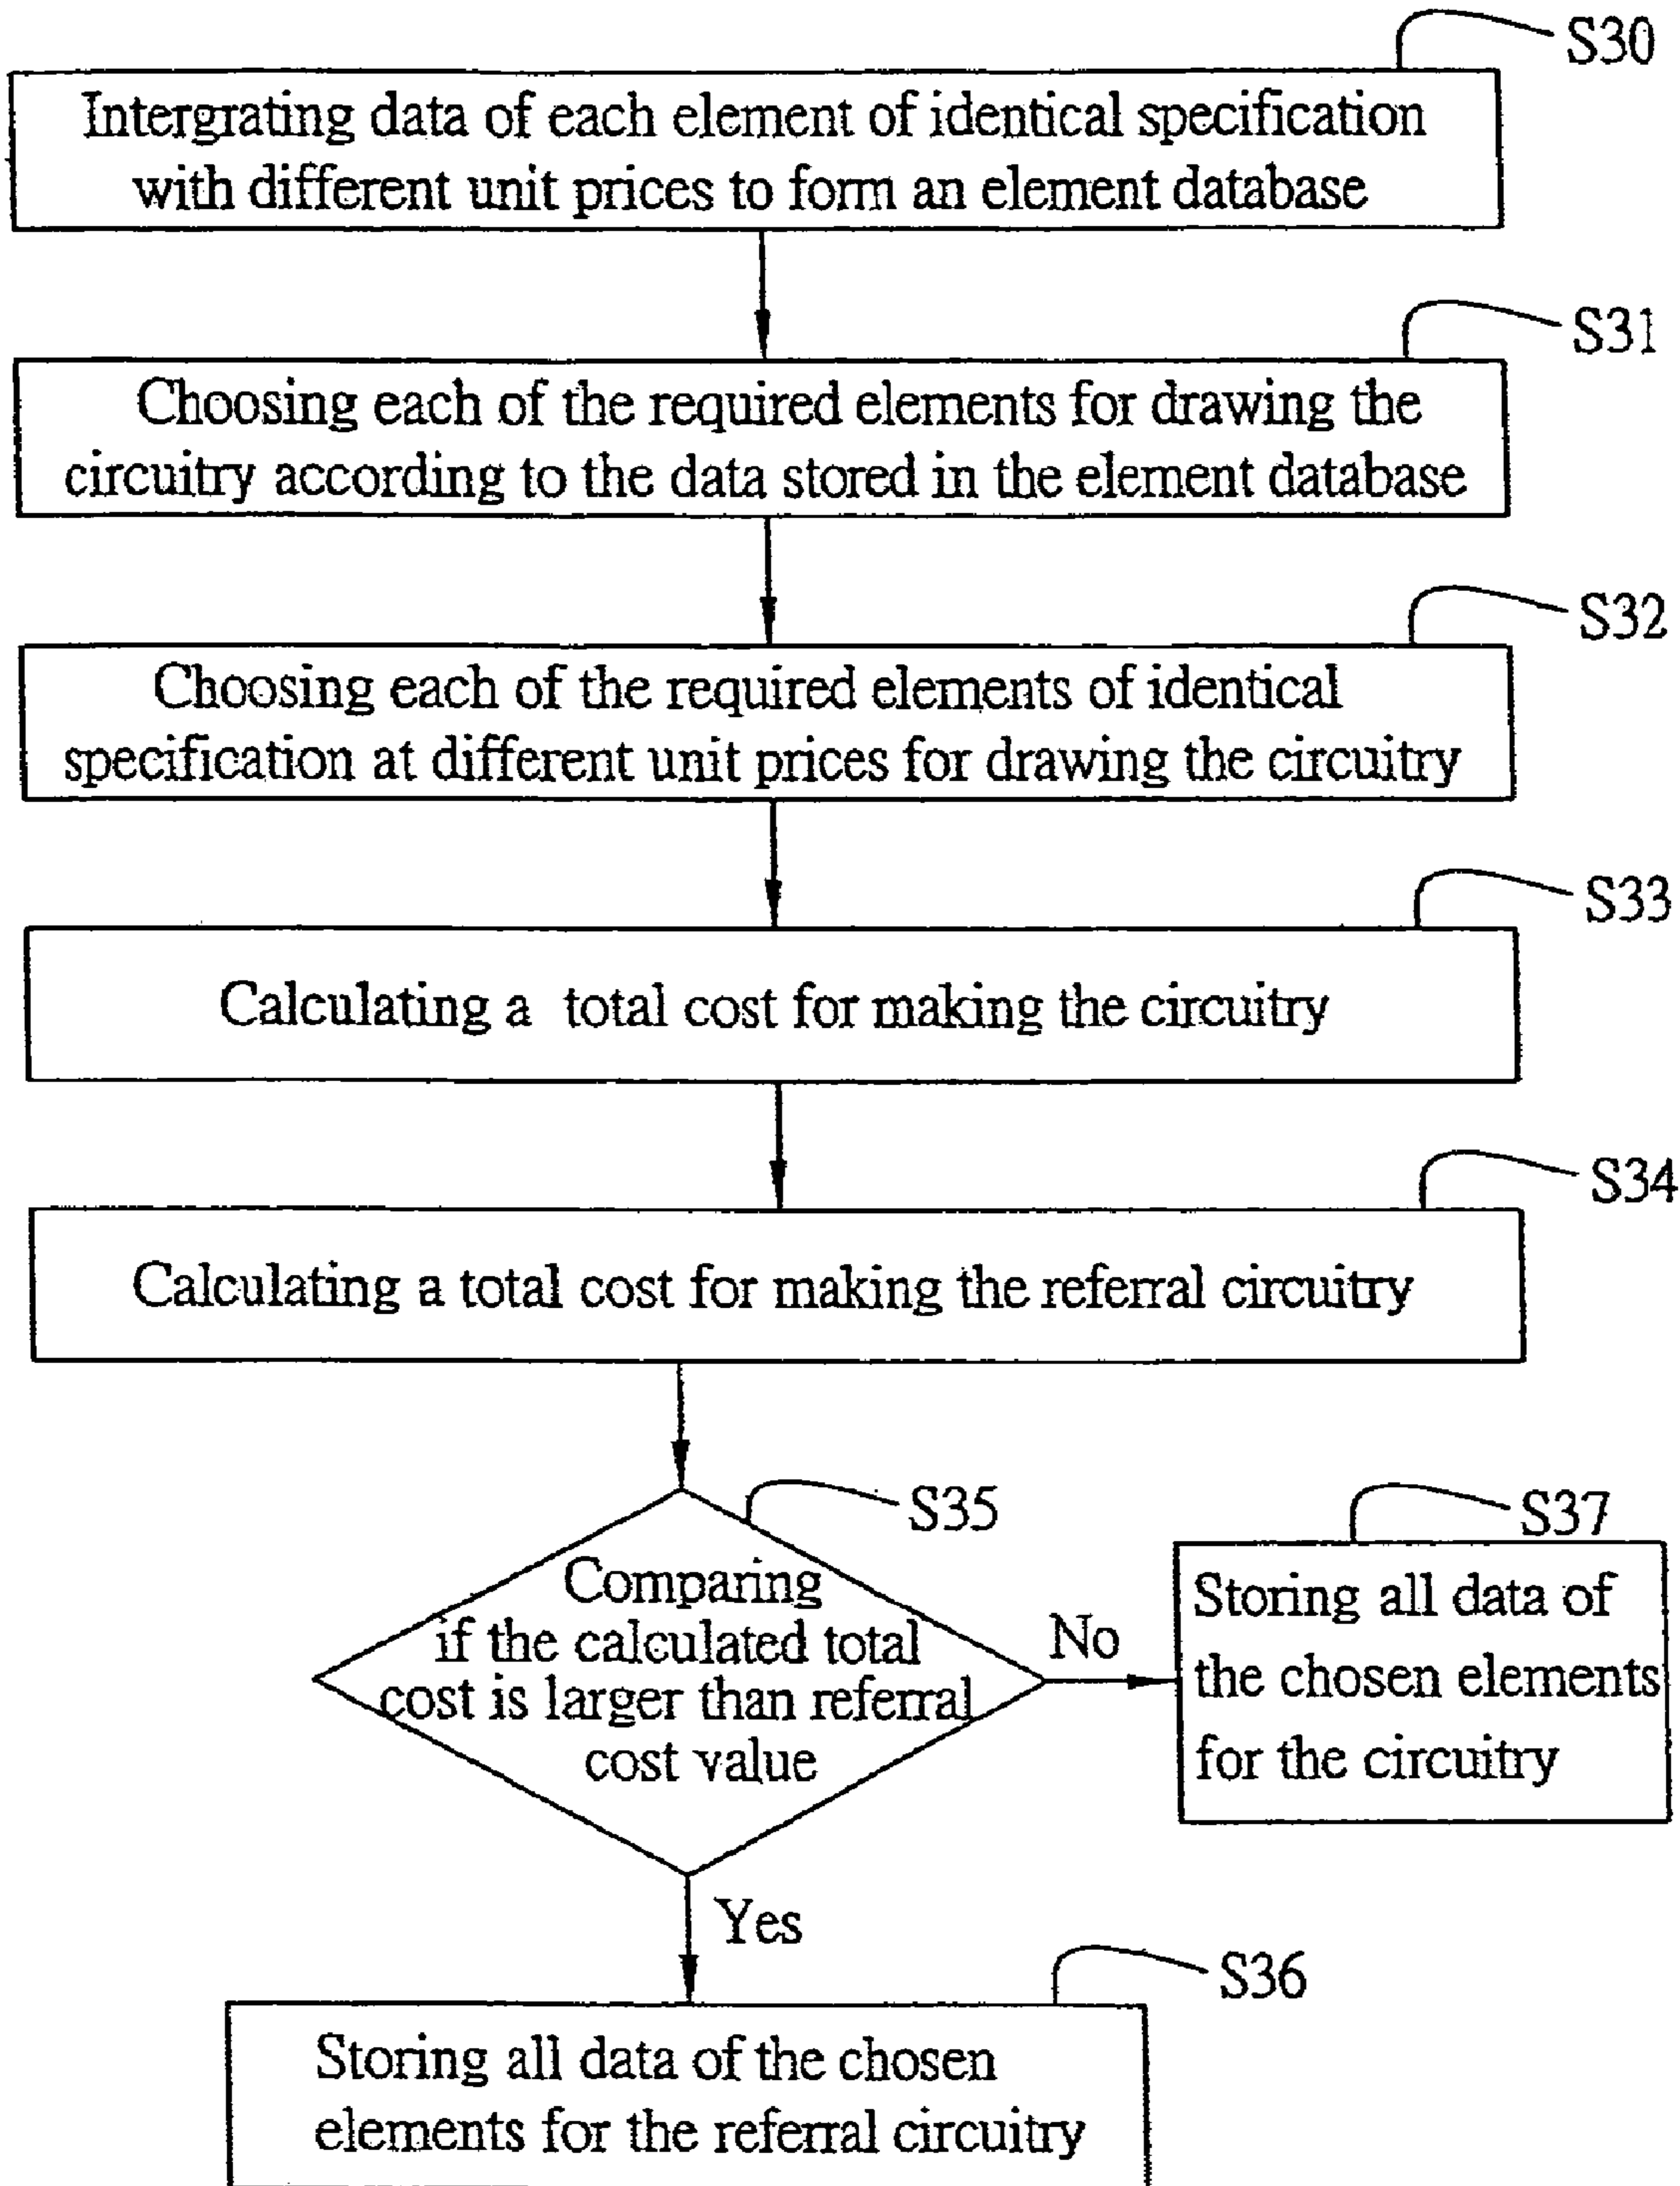 S30
Intergrating data of each element of identical specification
with different unit prices to form an element database
S31
Choosing each of the required elements for drawing the
circuitry according to the data stored in the element database
S32
Choosing each of the required elements of identical
specification at different unit prices for drawing the circuitry
S33
Calculating a total cost for making the circuitry
S34
Calculating a total cost for making the referral circuitry
S35
Comparing
if the calculated total
cost is larger than referral
cost value
No
S37
Storing all data of
the chosen elements
for the circuitry
Yes
S36
Storing all data of the chosen
elements for the referral circuitry